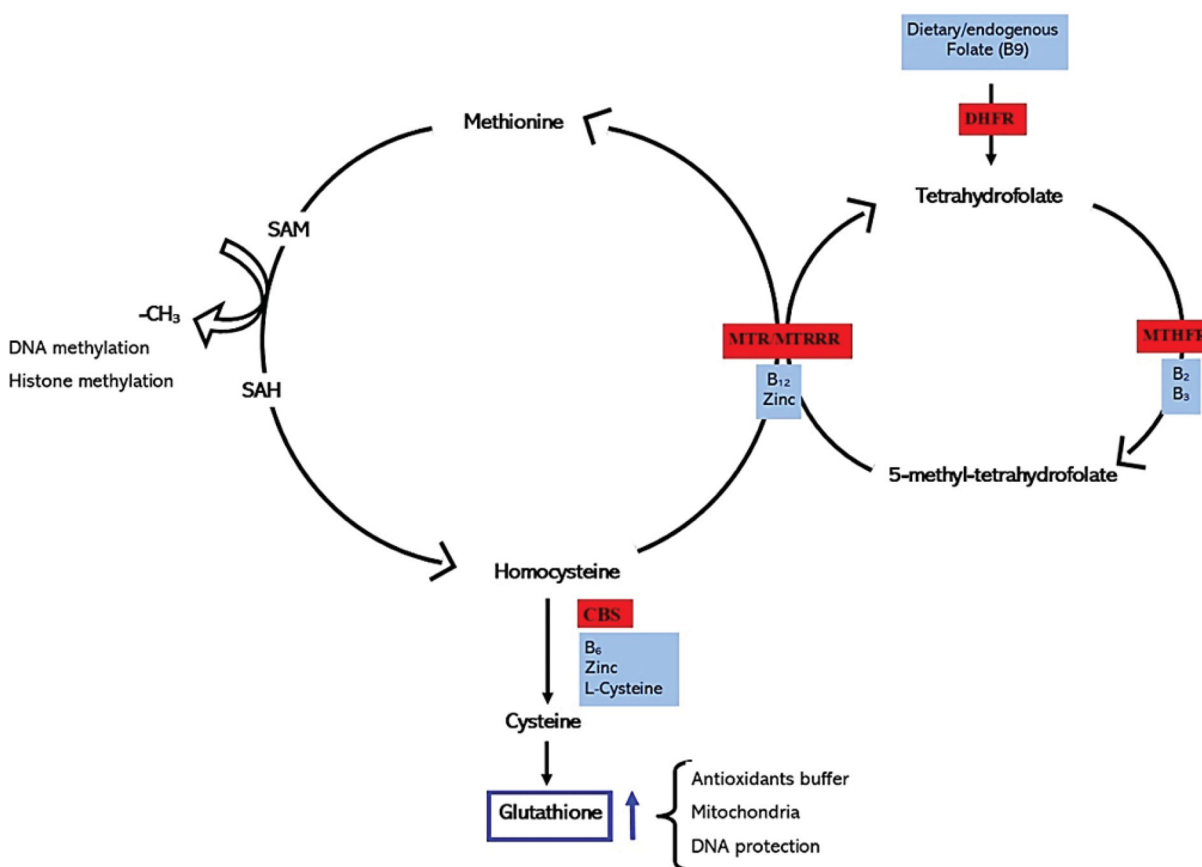 Dietary/endogenous
Folate (B9)
DHFR
Methionine
Tetrahydrofolate
SAM
-CH₃
DNA methylation
Histone methylation
SAH
MTR/MTRRR
B₁₂
Zinc
MTHFR
B₂
B₃
5-methyl-tetrahydrofolate
Homocysteine
CBS
B₆
Zinc
L-Cysteine
Cysteine
Glutathione
Antioxidants buffer
Mitochondria
DNA protection